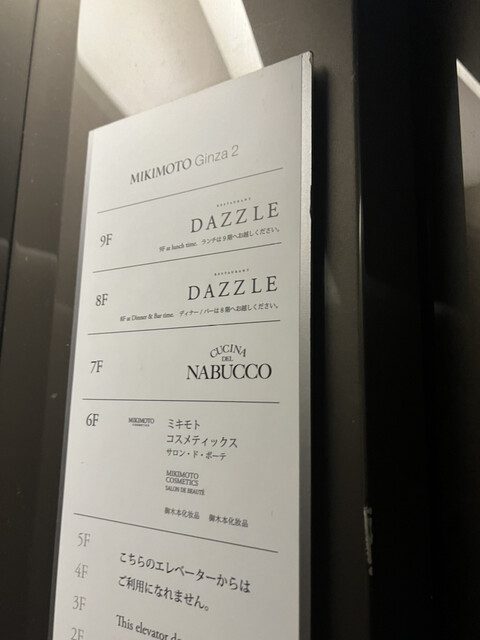 MIKIMOTO Ginza 2
9F
RESTAURANT
DAZZLE
9F at lunch time. ランチは9階へお越しください。
8F
RESTAURANT
DAZZLE
8F at Dinner & Bar time. ディナー / バーは8階へお越しください。
7F
CUCINA
DEL
NABUCCO
6F
MIKIMOTO
ミキモト
コスメティックス
サロン・ド・ボーテ
MIKIMOTO
COSMETICS
SALON DE BEAUTÉ
御木本化妆品 御木本化粧品
5F
4F
3F
2F
こちらのエレベーターからは
ご利用になれません。
This elevator